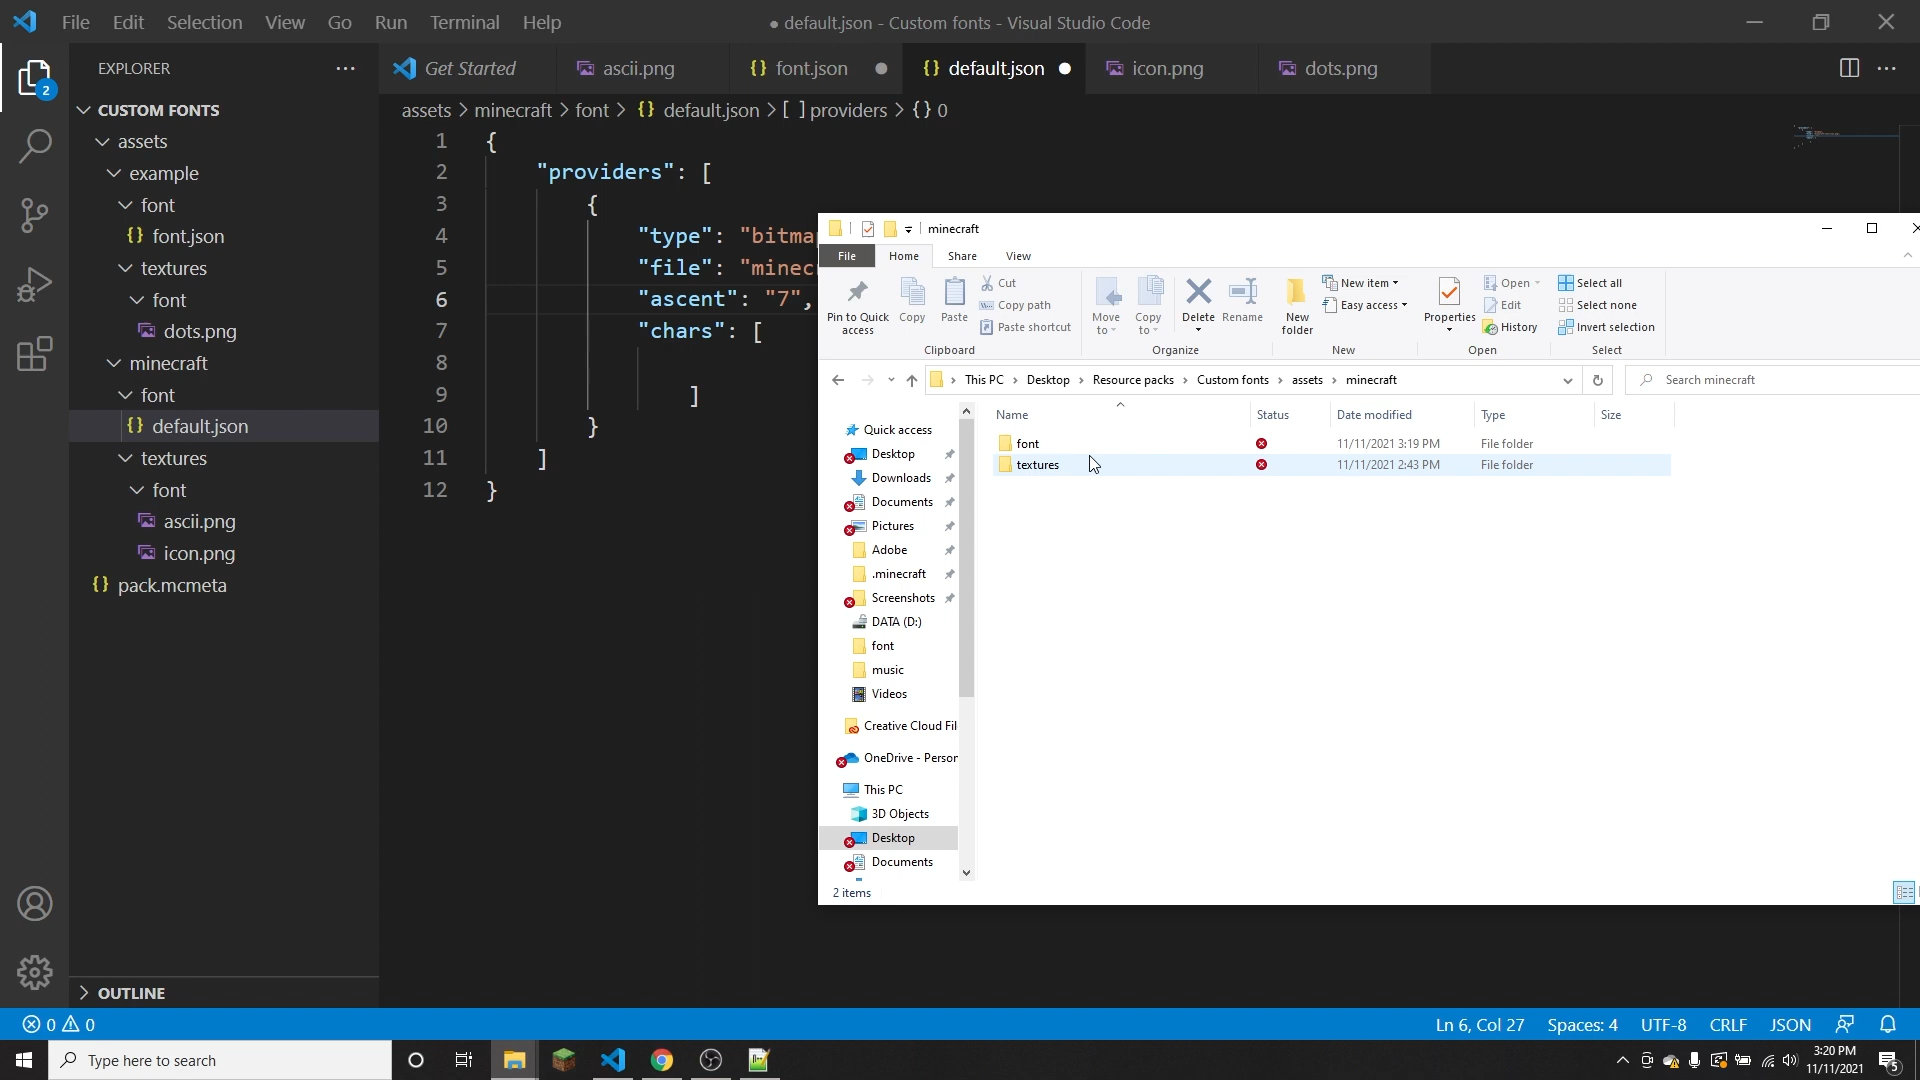 File Edit Selection View Go Run Terminal Help
● default.json - Custom fonts - Visual Studio Code
EXPLORER
CUSTOM FONTS
assets
example
font
font.json
textures
font
dots.png
minecraft
font
default.json
textures
font
ascii.png
icon.png
pack.mcmeta
OUTLINE
2
Get Started ascii.png font.json default.json icon.png dots.png
assets > minecraft > font > {} default.json > [ ] providers > {} 0
1 {
2 "providers": [
3 {
4 "type": "bitmap
5 "file": "minec
6 "ascent": "7",
7 "chars": [
8
9 ]
10 }
11 ]
12 }
minecraft
File Home Share View
Pin to Quick access
Copy
Paste
Cut
Copy path
Paste shortcut
Clipboard
Move to
Copy to
Delete
Rename
Organize
New folder
New item
Easy access
New
Properties
Open
Edit
History
Open
Select all
Select none
Invert selection
Select
This PC > Desktop > Resource packs > Custom fonts > assets > minecraft
Search minecraft
Name Status Date modified Type Size
font 11/11/2021 3:19 PM File folder
textures 11/11/2021 2:43 PM File folder
Quick access
Desktop
Downloads
Documents
Pictures
Adobe
.minecraft
Screenshots
DATA (D:)
font
music
Videos
Creative Cloud Fil
OneDrive - Person
This PC
3D Objects
Desktop
Documents
2 items
0 0
Ln 6, Col 27 Spaces: 4 UTF-8 CRLF JSON
Type here to search
3:20 PM
11/11/2021
5